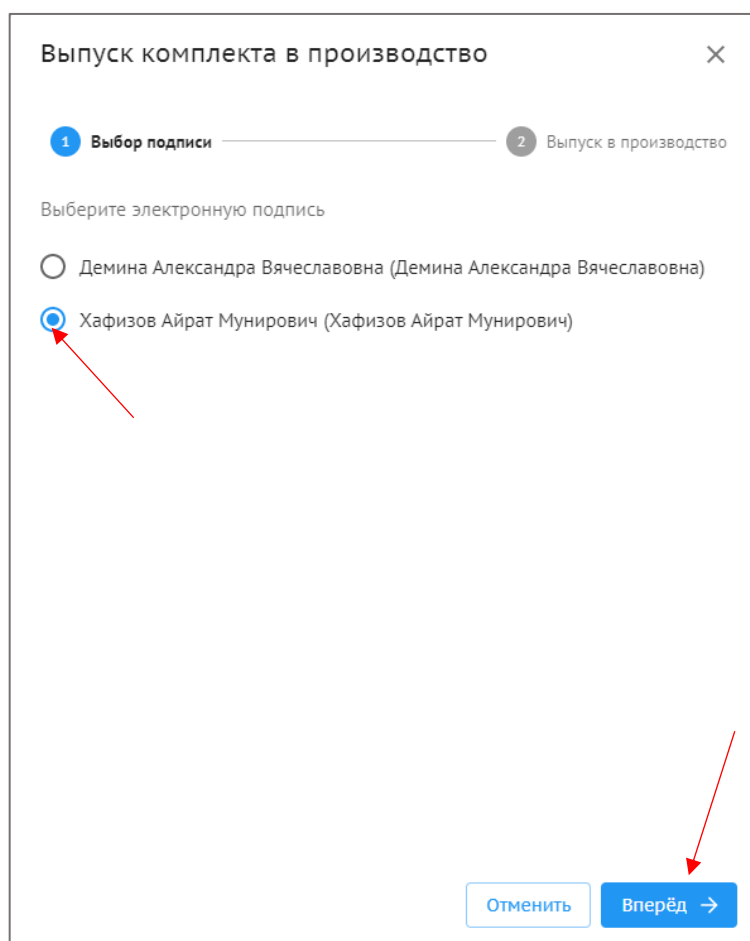 Выпуск комплекта в производство
1 Выбор подписи 2 Выпуск в производство
Выберите электронную подпись
Демина Александра Вячеславовна (Демина Александра Вячеславовна)
Хафизов Айрат Мунирович (Хафизов Айрат Мунирович)
Отменить Вперёд →